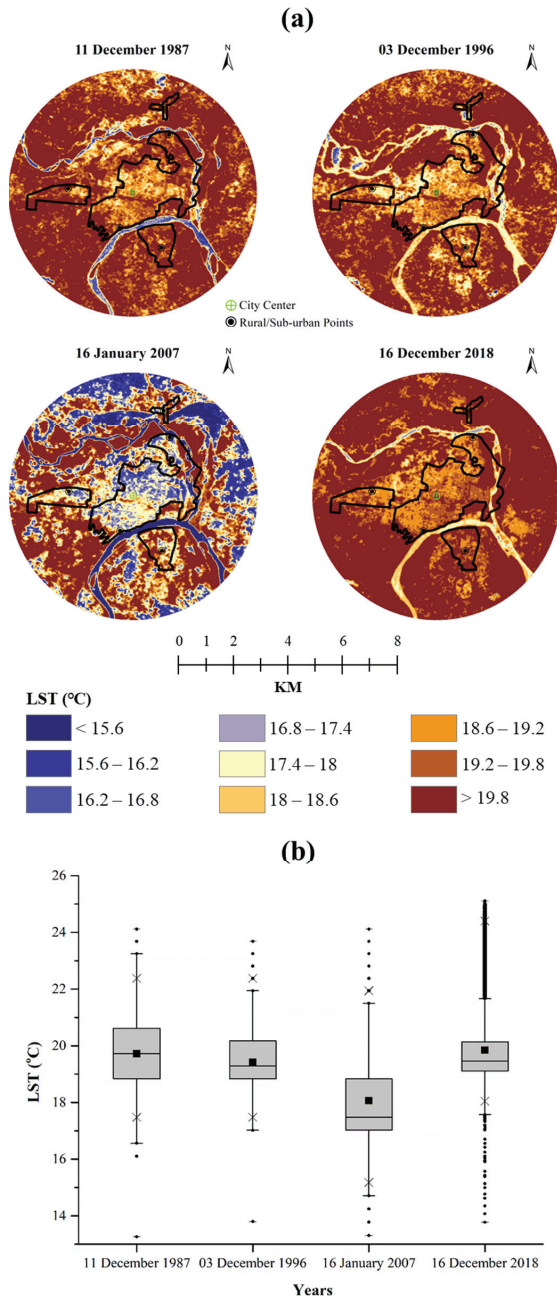 (a)
11 December 1987
N
03 December 1996
N
City Center
Rural/Sub-urban Points
16 January 2007
N
16 December 2018
N
0 1 2 4 6 8
KM
LST (°C)
< 15.6
16.8 – 17.4
18.6 – 19.2
15.6 – 16.2
17.4 – 18
19.2 – 19.8
16.2 – 16.8
18 – 18.6
> 19.8
(b)
26
24
22
20
18
16
14
LST (°C)
11 December 1987 03 December 1996 16 January 2007 16 December 2018
Years